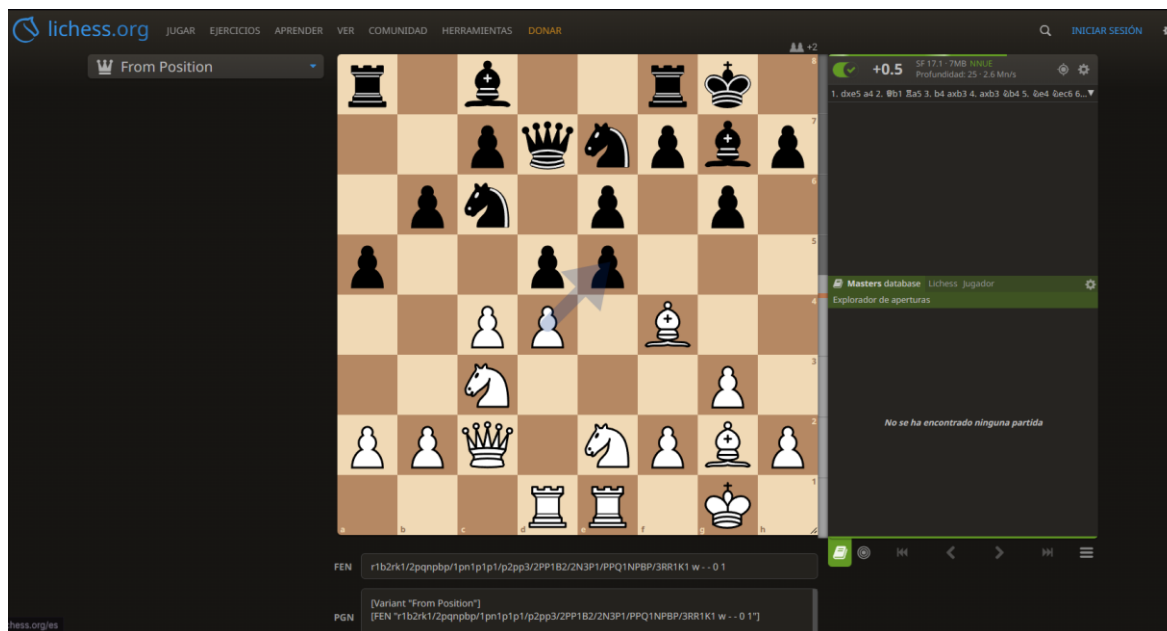 lichess.org JUGAR EJERCICIOS APRENDER VER COMUNIDAD HERRAMIENTAS DONAR INICIAR SESIÓN
From Position
+2
+0.5 SF 17.1 · 7MB NNUE
Profundidad: 25 · 2.6 Mn/s
1. dxe5 a4 2. ♕b1 ♖a5 3. b4 axb3 4. axb3 ♘b4 5. ♘e4 ♘ec6 6...▼
8
7
6
5
4
3
2
1
a b c d e f g h
Masters database Lichess Jugador
Explorador de aperturas
No se ha encontrado ninguna partida
FEN r1b2rk1/2pqnpbp/1pn1p1p1/p2pp3/2PP1B2/2N3P1/PPQ1NPBP/3RR1K1 w - - 0 1
PGN [Variant "From Position"]
[FEN "r1b2rk1/2pqnpbp/1pn1p1p1/p2pp3/2PP1B2/2N3P1/PPQ1NPBP/3RR1K1 w - - 0 1"]
chess.org/es